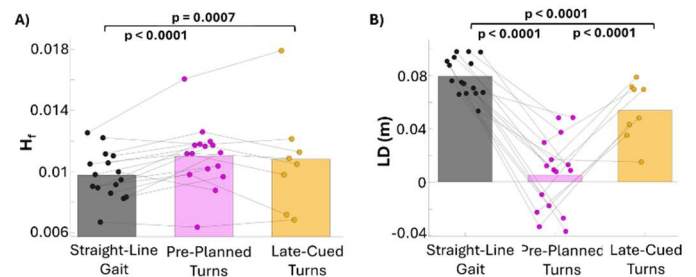 A)
p = 0.0007
p < 0.0001
0.018
0.014
0.01
0.006
Hf
Straight-Line
Gait
Pre-Planned
Turns
Late-Cued
Turns
B)
p < 0.0001
p < 0.0001 p < 0.0001
0.08
0.04
0
-0.04
LD (m)
Straight-Line
Gait
Pre-Planned
Turns
Late-Cued
Turns